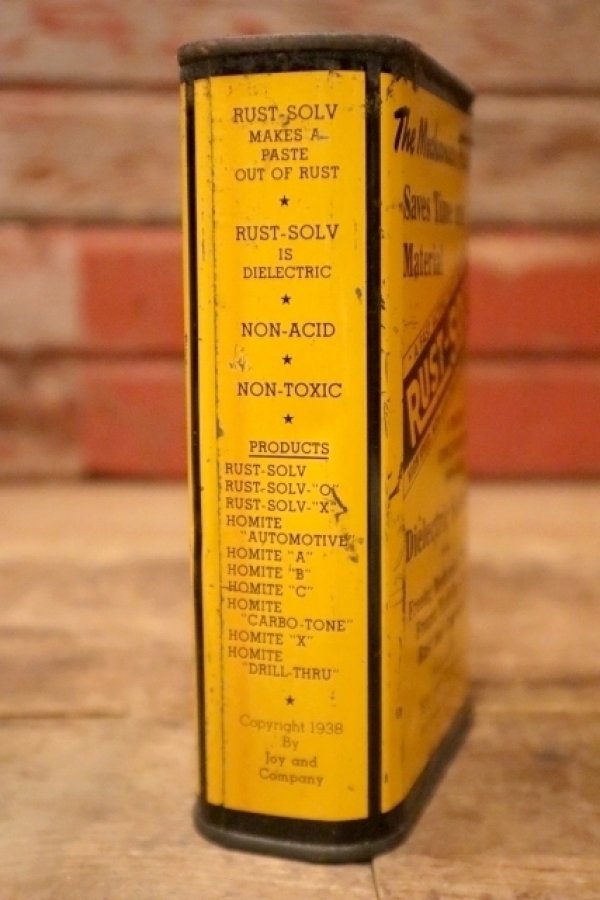 RUST-SOLV
MAKES A
PASTE
OUT OF RUST
★
RUST-SOLV
IS
DIELECTRIC
★
NON-ACID
★
NON-TOXIC
★
PRODUCTS
RUST-SOLV
RUST-SOLV-"O"
RUST-SOLV-"X"
HOMITE
"AUTOMOTIVE"
HOMITE "A"
HOMITE "B"
HOMITE "C"
HOMITE
"CARBO-TONE"
HOMITE "X"
HOMITE
"DRILL-THRU"
★
Copyright 1938
By
Joy and
Company
The
Saves Time
Material
RUST-S